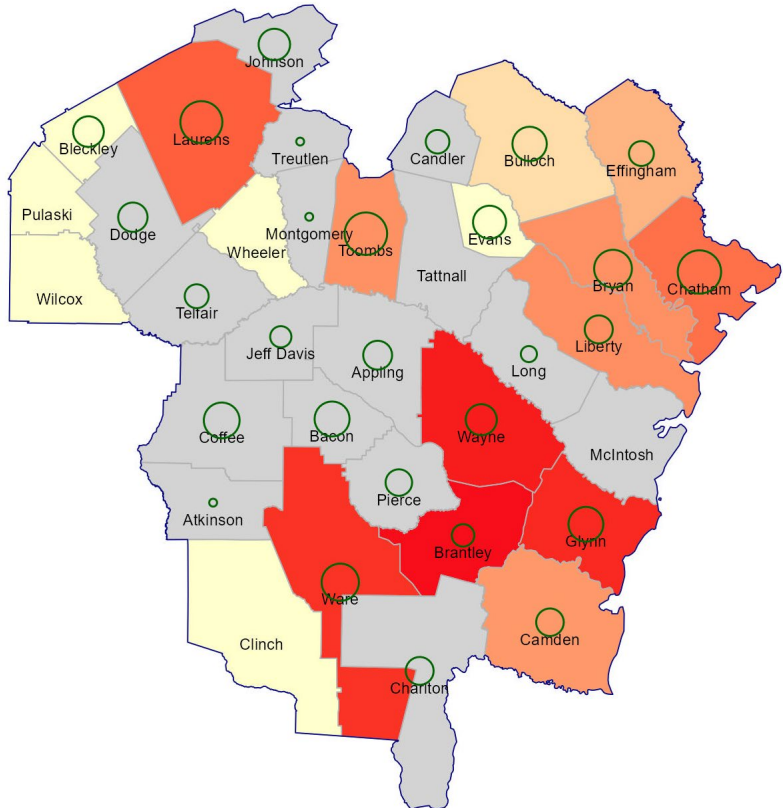 Johnson
Laurens
Bleckley
Treutlen
Candler
Bulloch
Effingham
Pulaski
Dodge
Wheeler
Montgomery
Toombs
Evans
Tattnall
Bryan
Chatham
Wilcox
Telfair
Jeff Davis
Appling
Long
Liberty
Coffee
Bacon
Wayne
McIntosh
Pierce
Atkinson
Brantley
Glynn
Ware
Clinch
Camden
Charlton